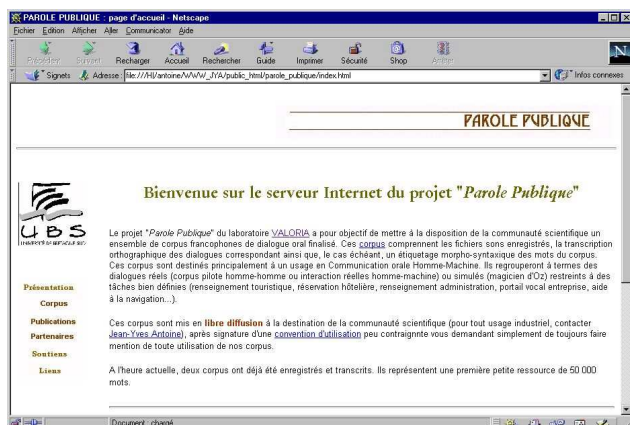 PAROLE PUBLIQUE : page d'accueil - Netscape
Fichier Edition Afficher Aller Communicator Aide
Précédent Suivant Recharger Accueil Rechercher Guide Imprimer Sécurité Shop Arrêter
Signets Adresse : file:///H|/antoine/WWW_JYA/public_html/parole_publique/index.html Infos connexes
N
PAROLE PUBLIQUE
UBS
UNIVERSITÉ DE BRETAGNE SUD
Bienvenue sur le serveur Internet du projet "Parole Publique"
Le projet "Parole Publique" du laboratoire VALORIA a pour objectif de mettre à la disposition de la communauté scientifique un
ensemble de corpus francophones de dialogue oral finalisé. Ces corpus comprennent les fichiers sons enregistrés, la transcription
orthographique des dialogues correspondant ainsi que, le cas échéant, un étiquetage morpho-syntaxique des mots du corpus.
Ces corpus sont destinés principalement à un usage en Communication orale Homme-Machine. Ils regrouperont à termes des
dialogues réels (corpus pilote homme-homme ou interaction réelles homme-machine) ou simulés (magicien d'Oz) restreints à des
tâches bien définies (renseignement touristique, réservation hôtelière, renseignement administration, portail vocal entreprise, aide
à la navigation...).
Ces corpus sont mis en libre diffusion à la destination de la communauté scientifique (pour tout usage industriel, contacter
Jean-Yves Antoine), après signature d'une convention d'utilisation peu contraignnte vous demandant simplement de toujours faire
mention de toute utilisation de nos corpus.
A l'heure actuelle, deux corpus ont déjà été enregistrés et transcrits. Ils représentent une première petite ressource de 50 000
mots.
Présentation
Corpus
Publications
Partenaires
Soutiens
Liens
Document : chargé